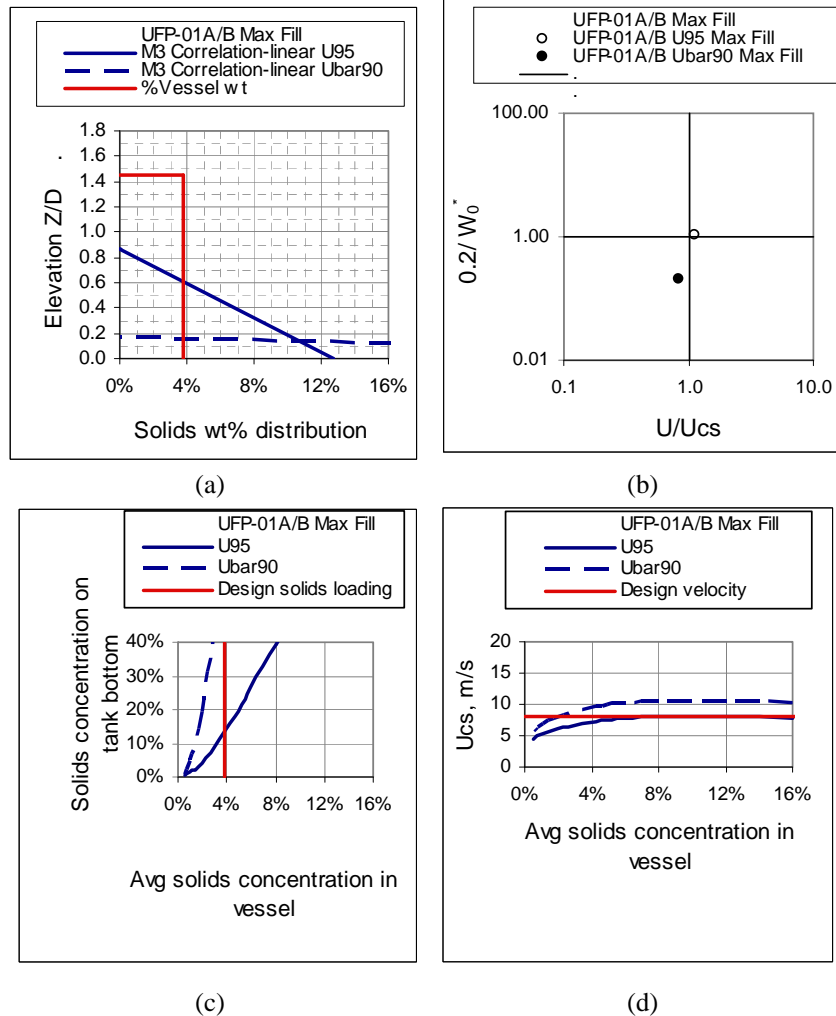 UFP-01A/B Max Fill
M3 Correlation-linear U95
M3 Correlation-linear Ubar90
%Vessel wt
1.8
1.6
1.4
1.2
1.0
0.8
0.6
0.4
0.2
0.0
Elevation Z/D .
0% 4% 8% 12% 16%
Solids wt% distribution
(a)
UFP-01A/B Max Fill
UFP-01A/B U95 Max Fill
UFP-01A/B Ubar90 Max Fill
.
.
100.00
1.00
0.01
0.2/ W0*
0.1 1.0 10.0
U/Ucs
(b)
UFP-01A/B Max Fill
U95
Ubar90
Design solids loading
Solids concentration on
tank bottom
40%
30%
20%
10%
0%
0% 4% 8% 12% 16%
Avg solids concentration in
vessel
(c)
UFP-01A/B Max Fill
U95
Ubar90
Design velocity
Ucs, m/s
20
15
10
5
0
0% 4% 8% 12% 16%
Avg solids concentration in
vessel
(d)